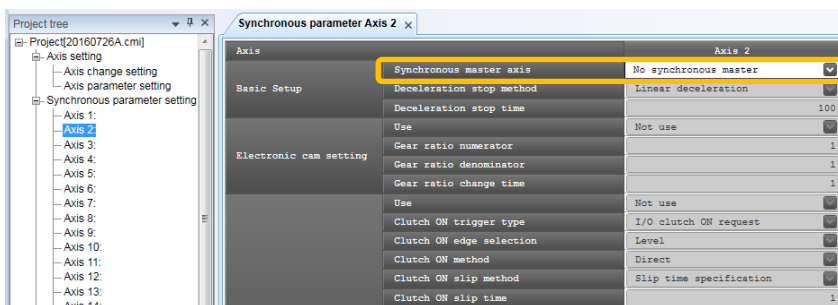 Project tree
Project[20160726A.cmi]
Axis setting
Axis change setting
Axis parameter setting
Synchronous parameter setting
Axis 1:
Axis 2:
Axis 3:
Axis 4:
Axis 5:
Axis 6:
Axis 7:
Axis 8:
Axis 9:
Axis 10:
Axis 11:
Axis 12:
Axis 13:
Synchronous parameter Axis 2
Axis Axis 2
Synchronous master axis No synchronous master
Basic Setup Deceleration stop method Linear deceleration
Deceleration stop time 100
Use Not use
Gear ratio numerator 1
Electronic cam setting
Gear ratio denominator 1
Gear ratio change time 1
Use Not use
Clutch ON trigger type I/O clutch ON request
Clutch ON edge selection Level
Clutch ON method Direct
Clutch ON slip method Slip time specification
Clutch ON slip time 1